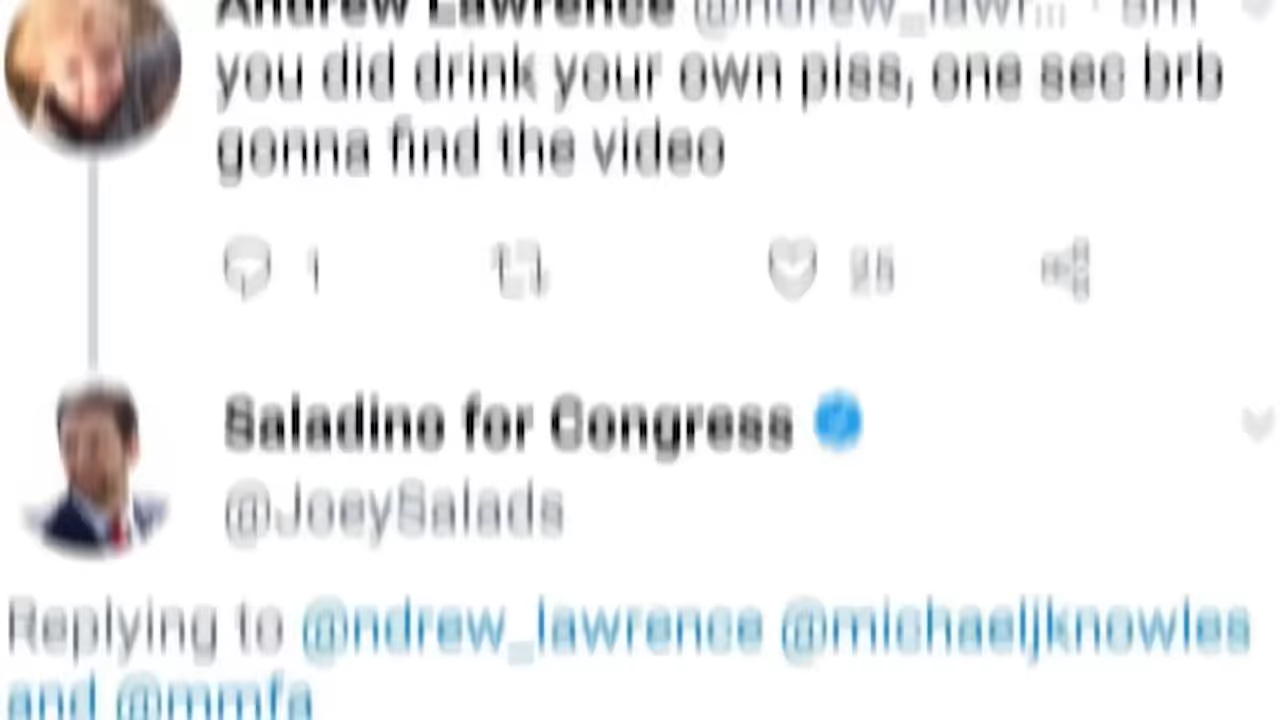 Andrew Lawrence @ndrew_lawr... · 8m
you did drink your own piss, one sec brb
gonna find the video
1 25
Saladino for Congress
@JoeySalads
Replying to @ndrew_lawrence @michaeljknowles
and @mmfa